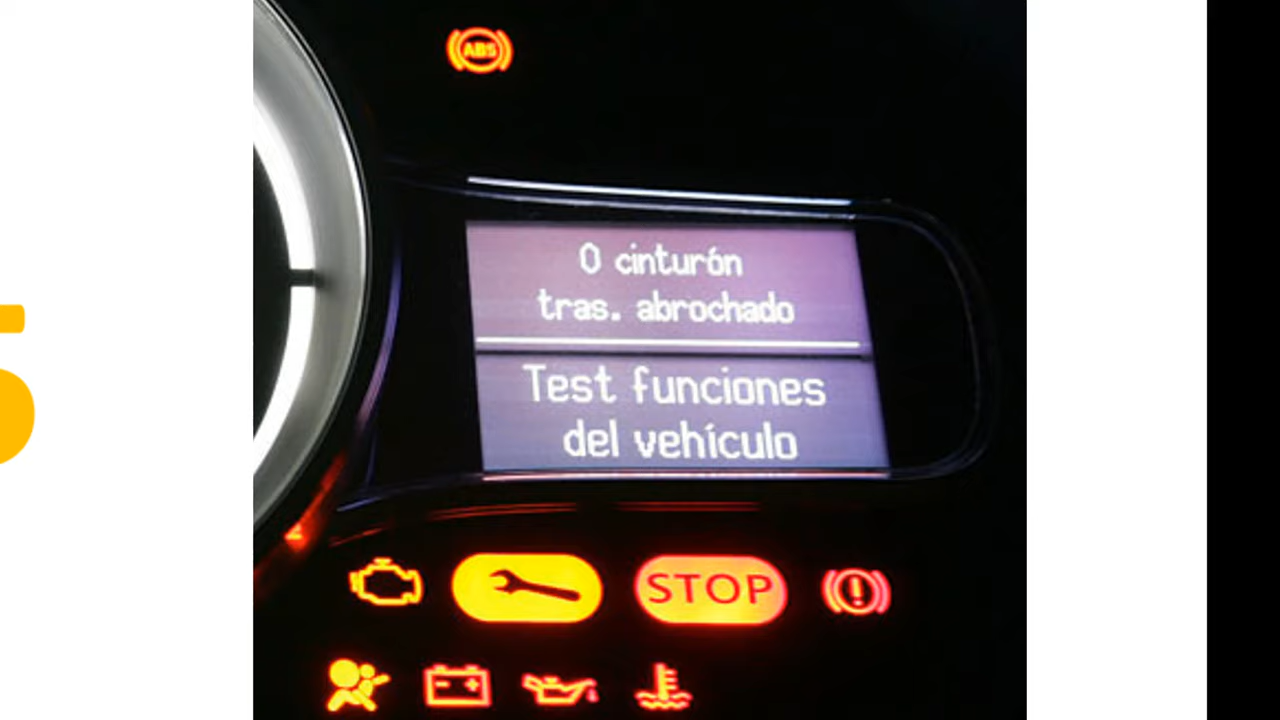 ABS
0 cinturón
tras. abrochado
Test funciones
del vehículo
STOP